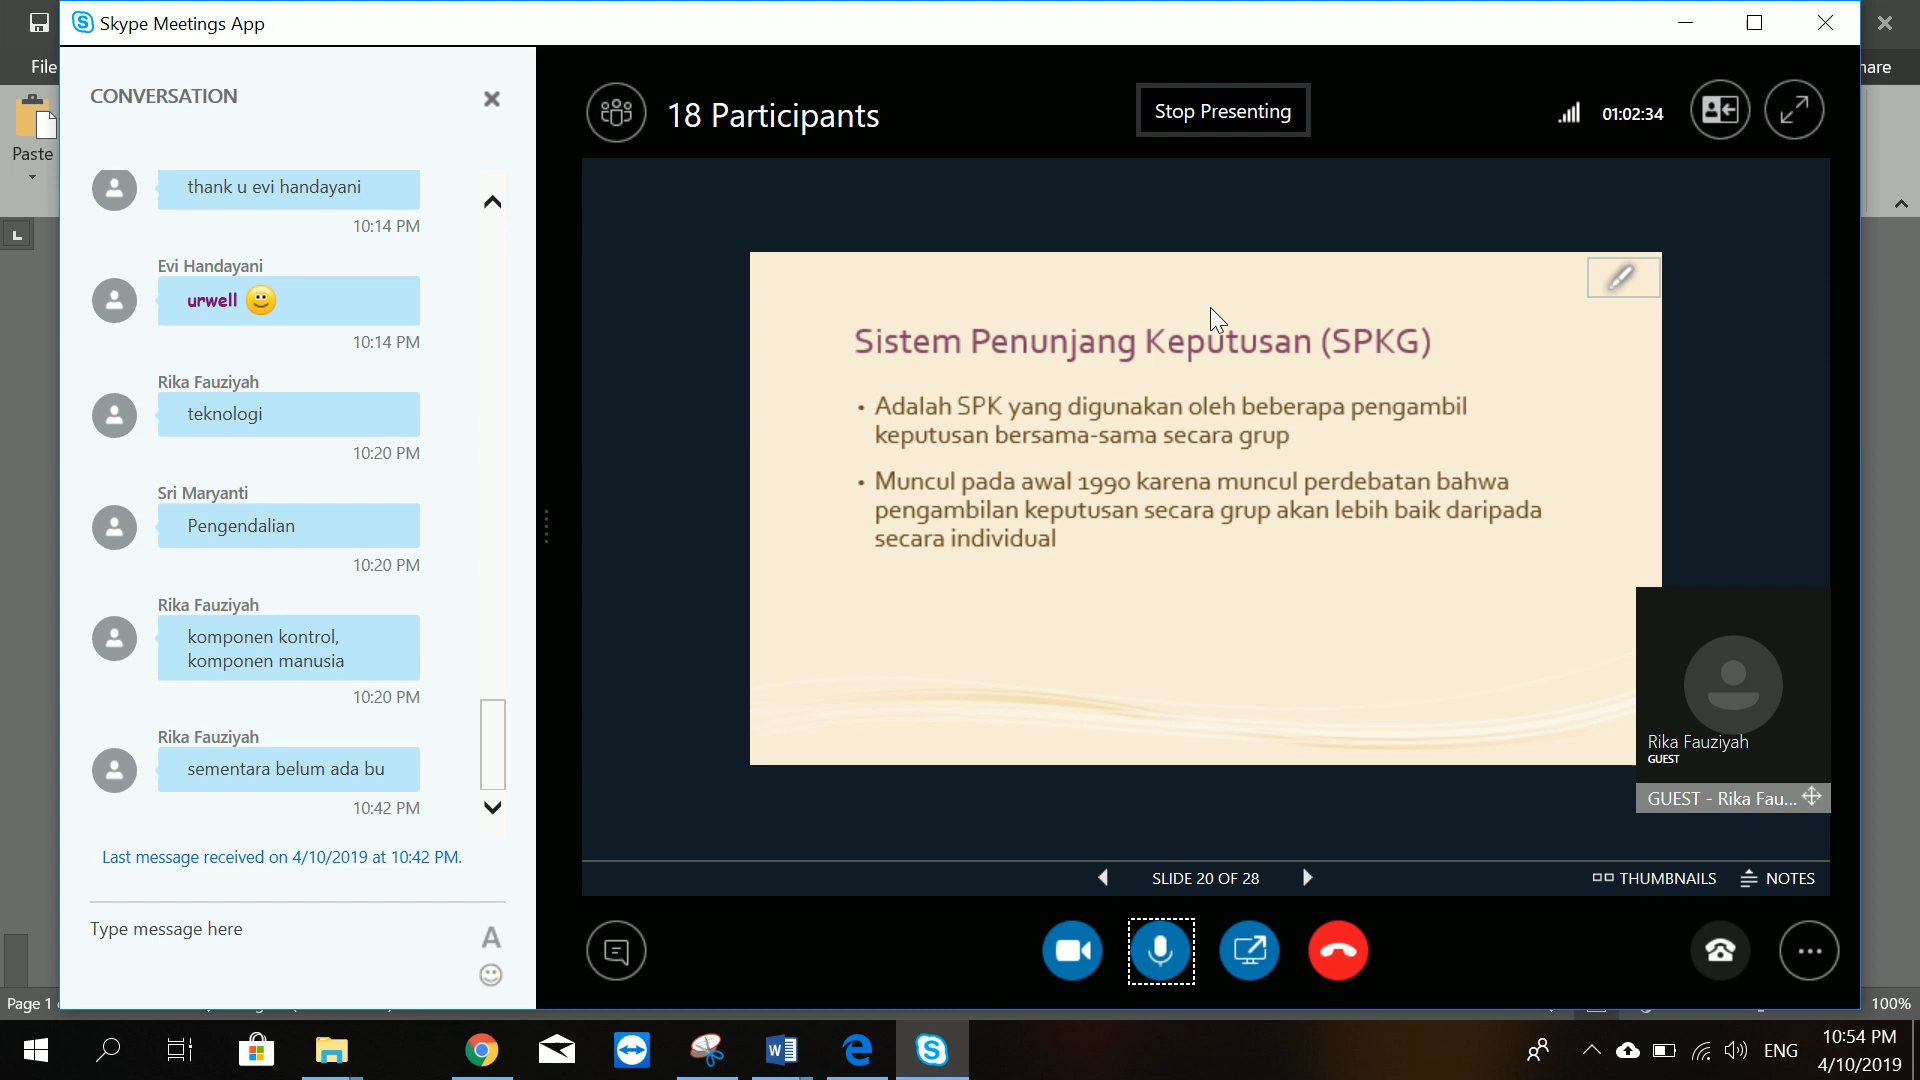 Skype Meetings App
File
hare
Paste
CONVERSATION
thank u evi handayani
10:14 PM
Evi Handayani
urwell
10:14 PM
Rika Fauziyah
teknologi
10:20 PM
Sri Maryanti
Pengendalian
10:20 PM
Rika Fauziyah
komponen kontrol,
komponen manusia
10:20 PM
Rika Fauziyah
sementara belum ada bu
10:42 PM
Last message received on 4/10/2019 at 10:42 PM.
Type message here
A
18 Participants
Stop Presenting
01:02:34
Sistem Penunjang Keputusan (SPKG)
• Adalah SPK yang digunakan oleh beberapa pengambil
keputusan bersama-sama secara grup
• Muncul pada awal 1990 karena muncul perdebatan bahwa
pengambilan keputusan secara grup akan lebih baik daripada
secara individual
Rika Fauziyah
GUEST
GUEST - Rika Fau...
SLIDE 20 OF 28
THUMBNAILS
NOTES
Page 1
100%
ENG
10:54 PM
4/10/2019